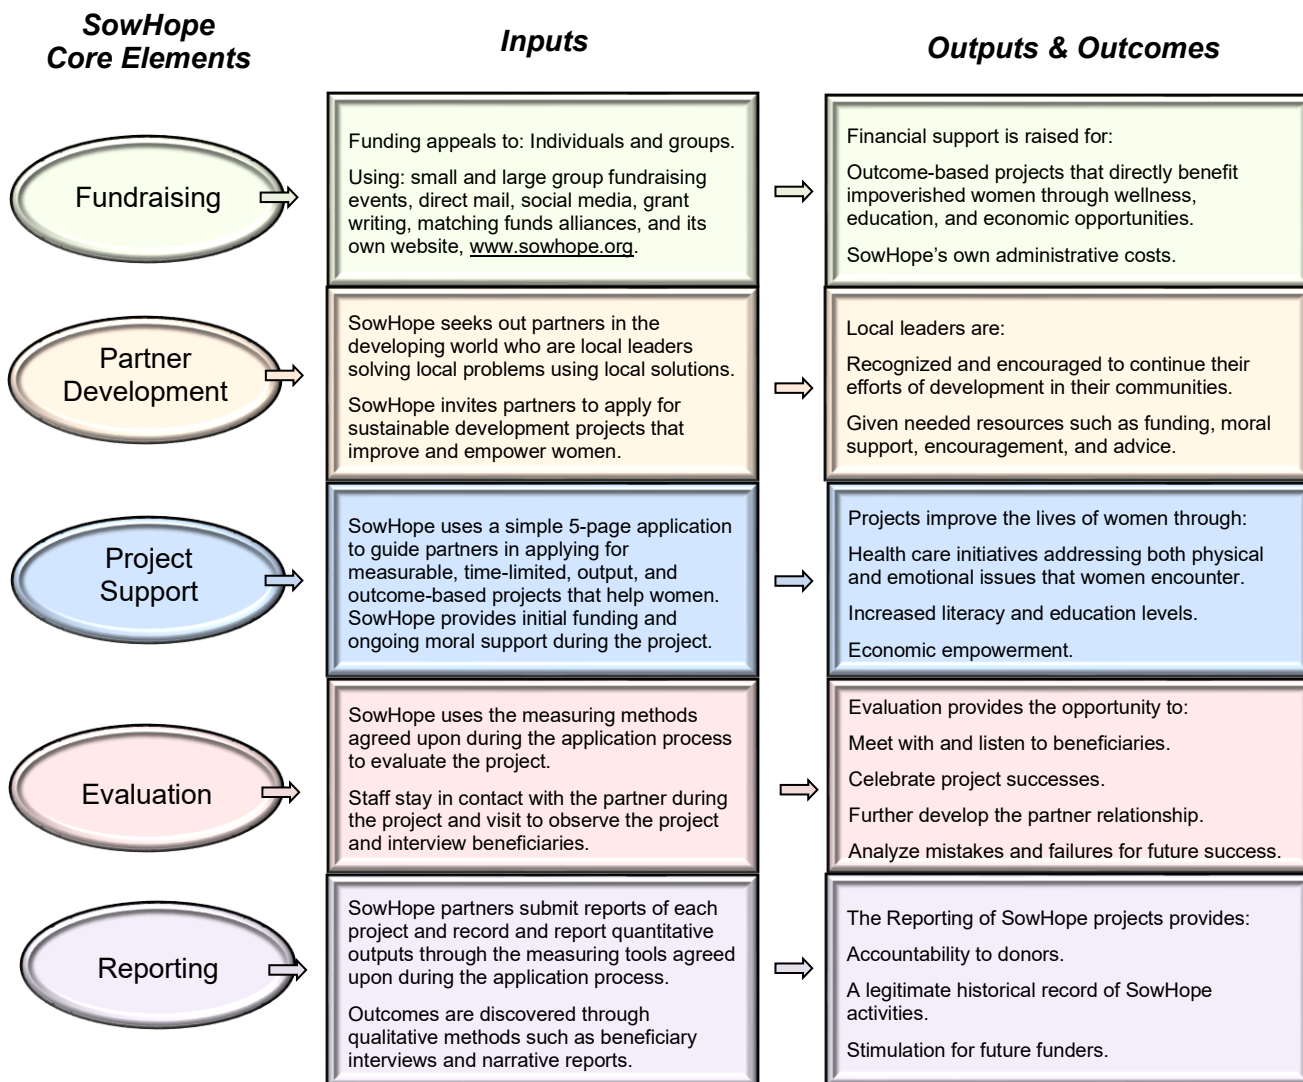 SowHope
Core Elements
Inputs
Outputs & Outcomes
Fundraising
Funding appeals to: Individuals and groups.
Using: small and large group fundraising
events, direct mail, social media, grant
writing, matching funds alliances, and its
own website, www.sowhope.org.
Financial support is raised for:
Outcome-based projects that directly benefit
impoverished women through wellness,
education, and economic opportunities.
SowHope's own administrative costs.
Partner
Development
SowHope seeks out partners in the
developing world who are local leaders
solving local problems using local solutions.
SowHope invites partners to apply for
sustainable development projects that
improve and empower women.
Local leaders are:
Recognized and encouraged to continue their
efforts of development in their communities.
Given needed resources such as funding, moral
support, encouragement, and advice.
Project
Support
SowHope uses a simple 5-page application
to guide partners in applying for
measurable, time-limited, output, and
outcome-based projects that help women.
SowHope provides initial funding and
ongoing moral support during the project.
Projects improve the lives of women through:
Health care initiatives addressing both physical
and emotional issues that women encounter.
Increased literacy and education levels.
Economic empowerment.
Evaluation
SowHope uses the measuring methods
agreed upon during the application process
to evaluate the project.
Staff stay in contact with the partner during
the project and visit to observe the project
and interview beneficiaries.
Evaluation provides the opportunity to:
Meet with and listen to beneficiaries.
Celebrate project successes.
Further develop the partner relationship.
Analyze mistakes and failures for future success.
Reporting
SowHope partners submit reports of each
project and record and report quantitative
outputs through the measuring tools agreed
upon during the application process.
Outcomes are discovered through
qualitative methods such as beneficiary
interviews and narrative reports.
The Reporting of SowHope projects provides:
Accountability to donors.
A legitimate historical record of SowHope
activities.
Stimulation for future funders.